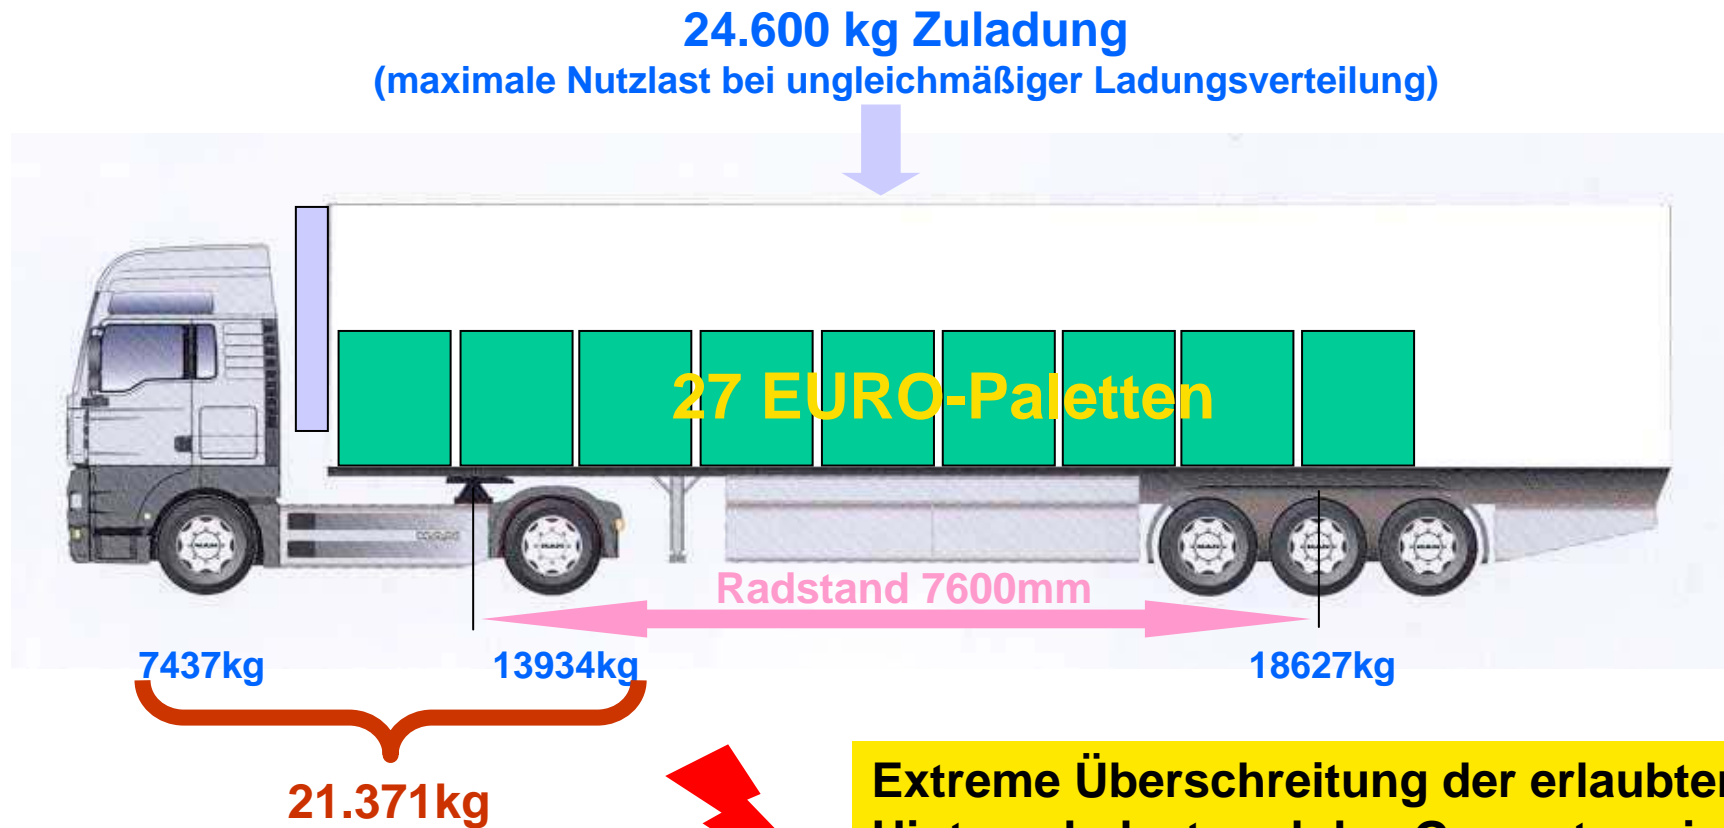 24.600 kg Zuladung
(maximale Nutzlast bei ungleichmäßiger Ladungsverteilung)
27 EURO-Paletten
Radstand 7600mm
7437kg
13934kg
18627kg
21.371kg
Extreme Überschreitung der erlaubten